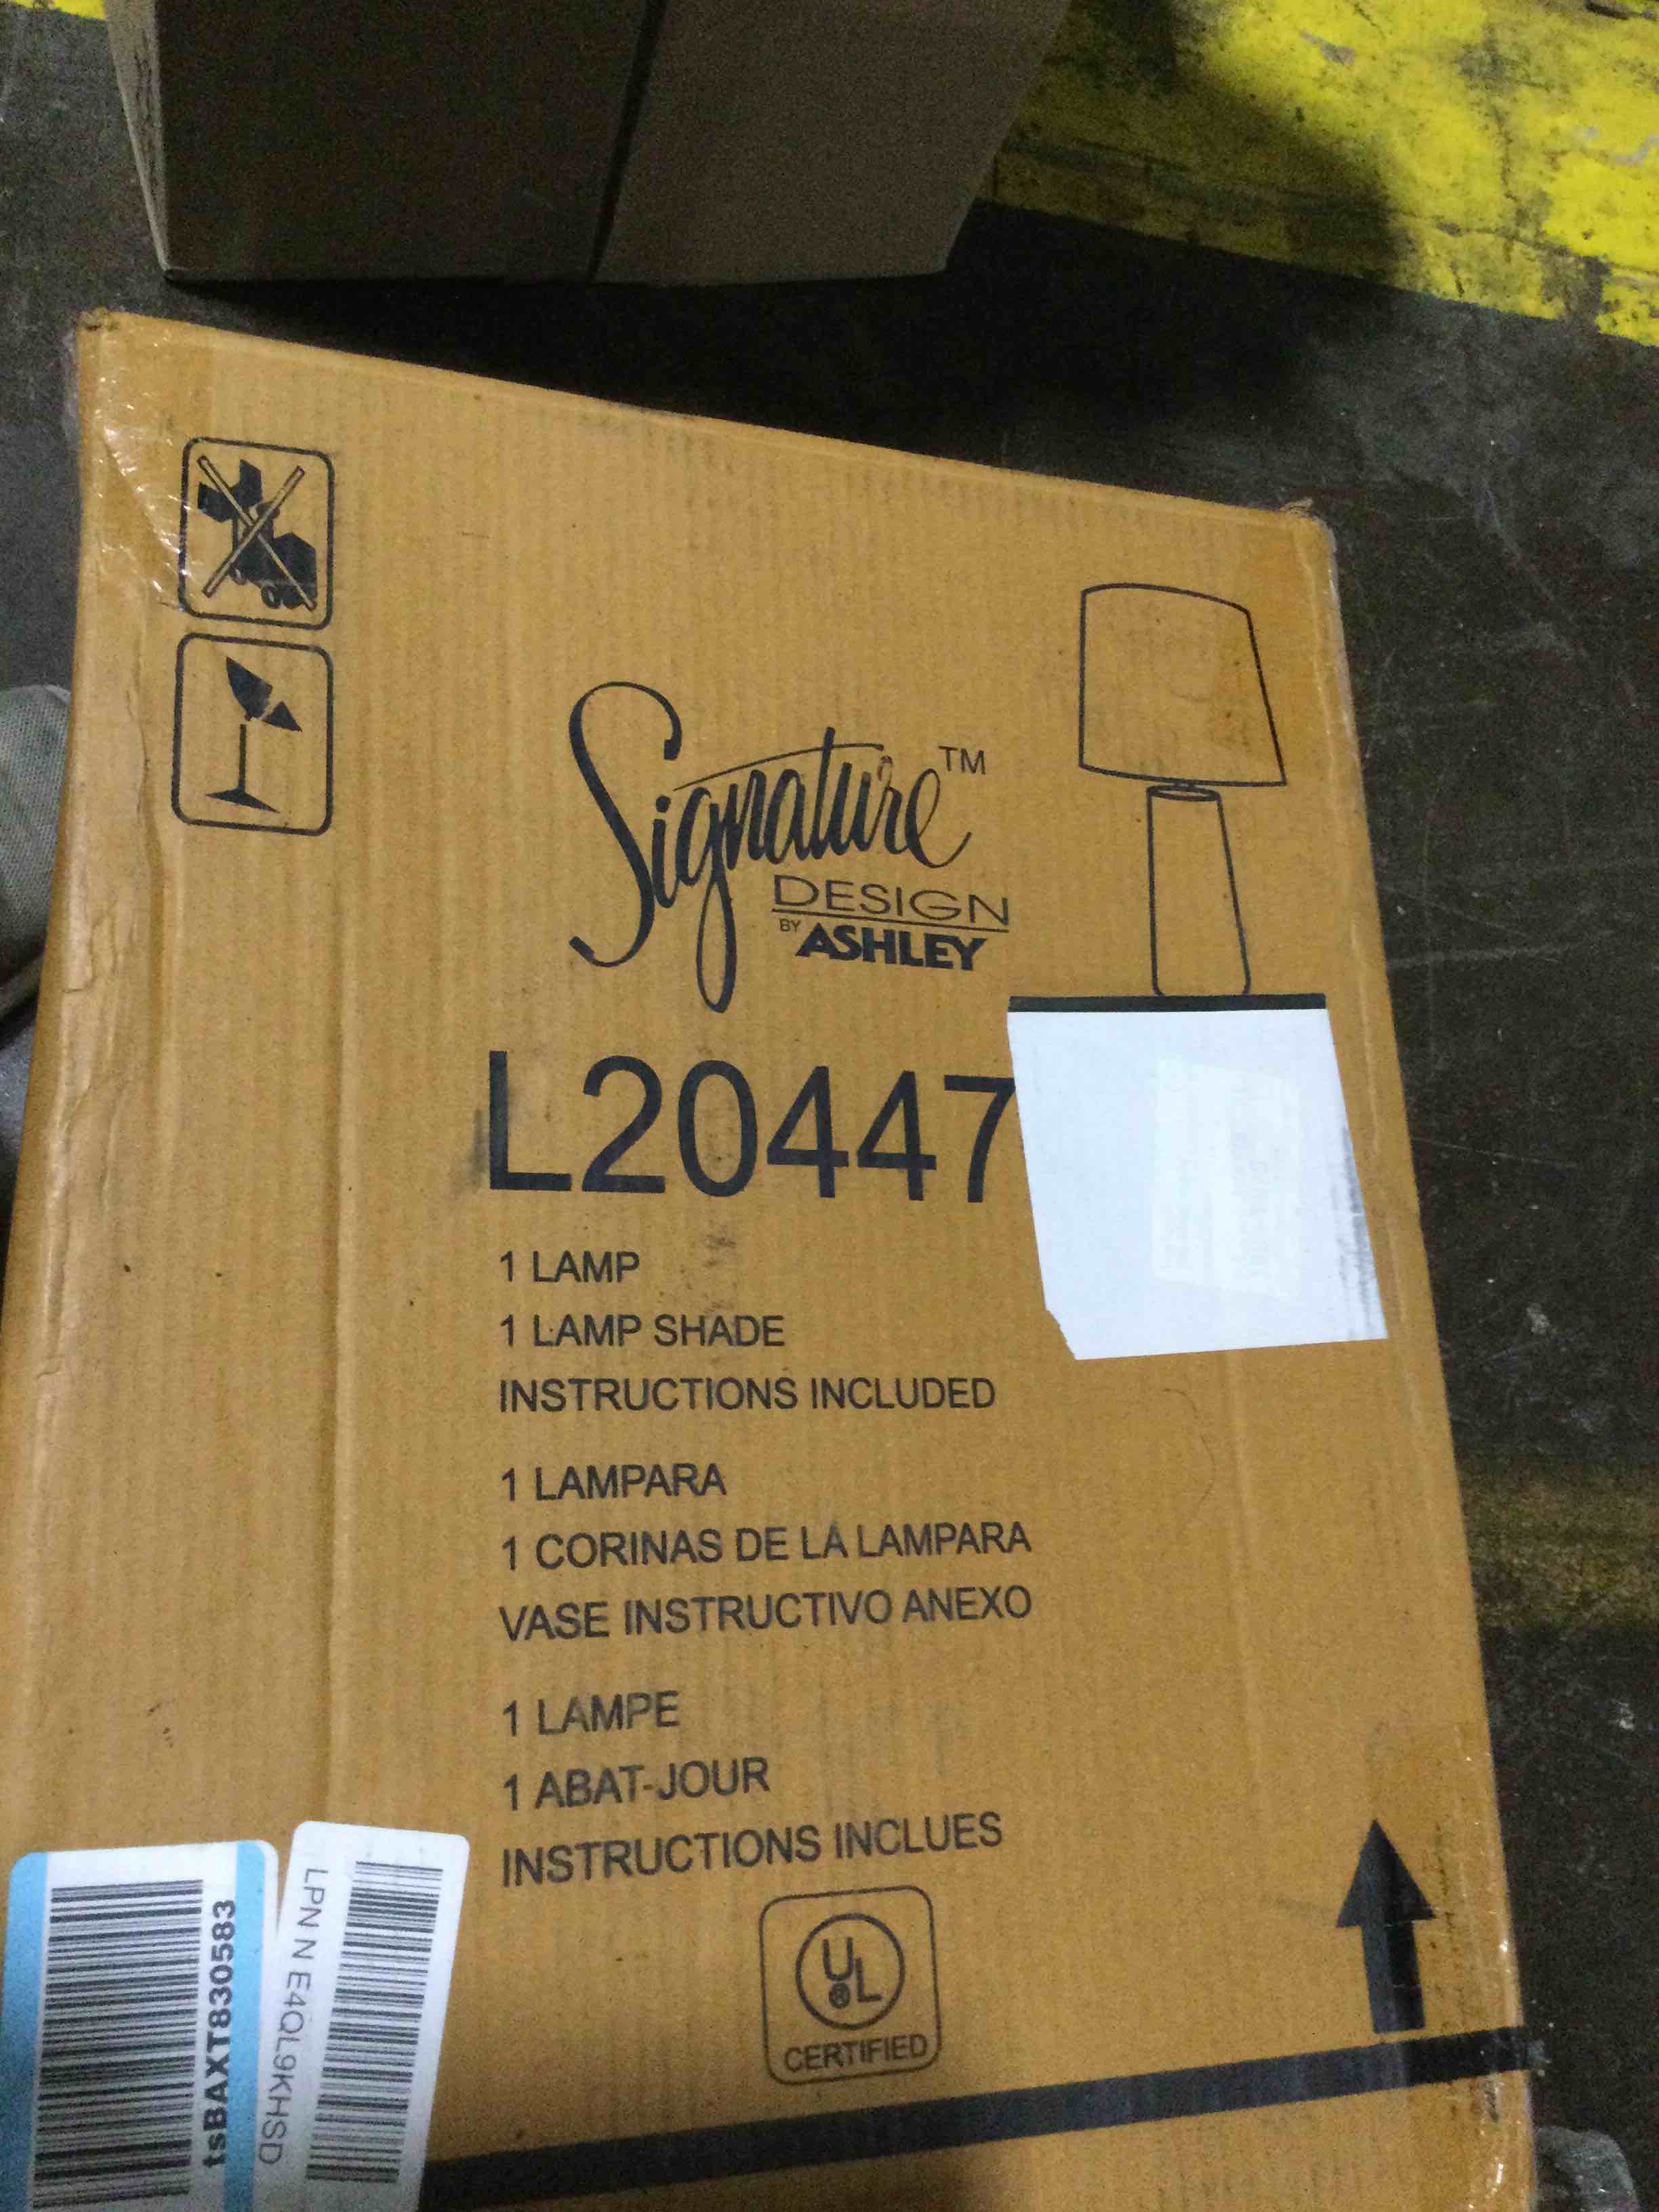 Signature™
DESIGN
BY ASHLEY
L20447
1 LAMP
1 LAMP SHADE
INSTRUCTIONS INCLUDED
1 LAMPARA
1 CORINAS DE LA LAMPARA
VASE INSTRUCTIVO ANEXO
1 LAMPE
1 ABAT-JOUR
INSTRUCTIONS INCLUES
UL
CERTIFIED
tsBAXT830583
LPN N E4QL9KHSD